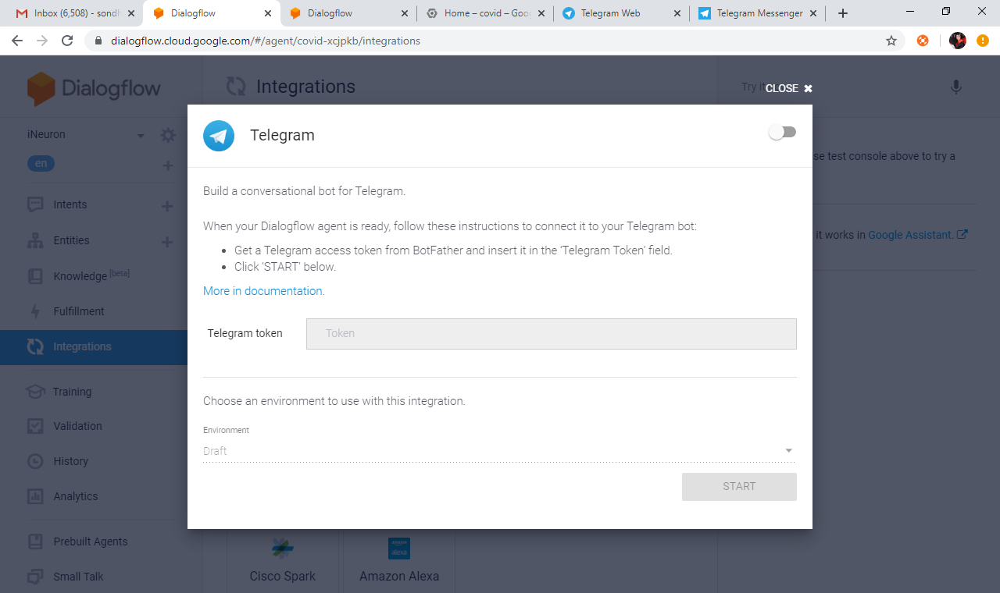 Inbox (6,508) - sondh
Dialogflow
Dialogflow
Home – covid – Goo
Telegram Web
Telegram Messenger
dialogflow.cloud.google.com/#/agent/covid-xcjpkb/integrations
Dialogflow
Integrations
Try it
CLOSE
iNeuron
en
Intents
Entities
Knowledge [beta]
Fulfillment
Integrations
Training
Validation
History
Analytics
Prebuilt Agents
Small Talk
Telegram
Build a conversational bot for Telegram.
When your Dialogflow agent is ready, follow these instructions to connect it to your Telegram bot:
• Get a Telegram access token from BotFather and insert it in the ‘Telegram Token’ field.
• Click ‘START’ below.
More in documentation.
Telegram token
Token
Choose an environment to use with this integration.
Environment
Draft
START
se test console above to try a
it works in Google Assistant.
Cisco Spark
amazon alexa
Amazon Alexa